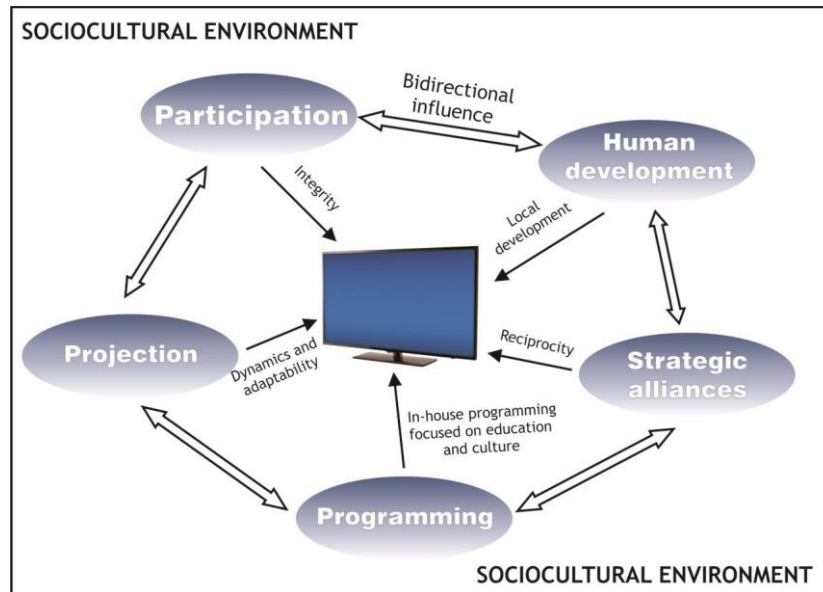 SOCIOCULTURAL ENVIRONMENT
Participation
Bidirectional
influence
Human
development
Integrity
Local
development
Projection
Dynamics and
adaptability
Reciprocity
Strategic
alliances
In-house programming
focused on education
and culture
Programming
SOCIOCULTURAL ENVIRONMENT